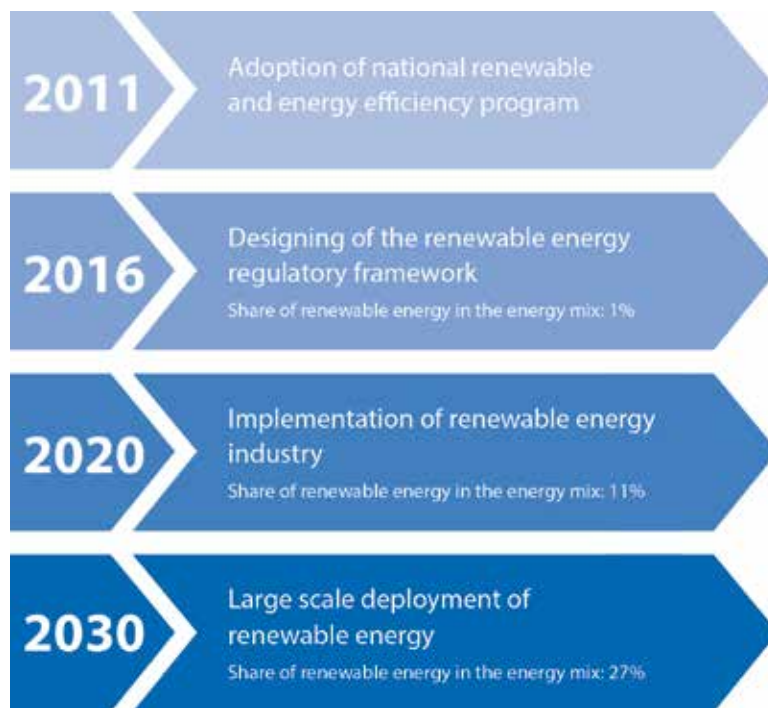 2011
Adoption of national renewable
and energy efficiency program
2016
Designing of the renewable energy
regulatory framework
Share of renewable energy in the energy mix: 1%
2020
Implementation of renewable energy
industry
Share of renewable energy in the energy mix: 11%
2030
Large scale deployment of
renewable energy
Share of renewable energy in the energy mix: 27%